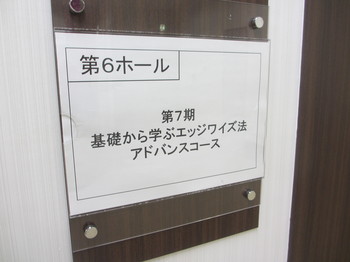 第６ホール
第７期
基礎から学ぶエッジワイズ法
アドバンスコース